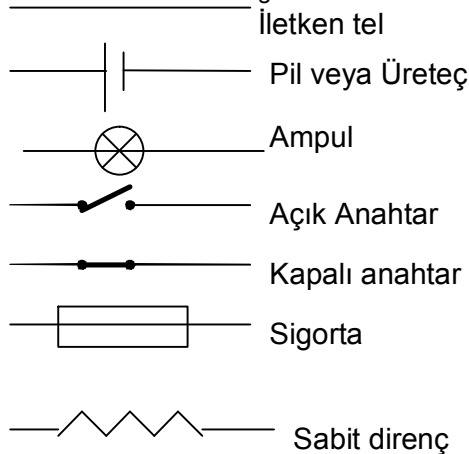 İletken tel
Pil veya Üreteç
Ampul
Açık Anahtar
Kapalı anahtar
Sigorta
Sabit direnç